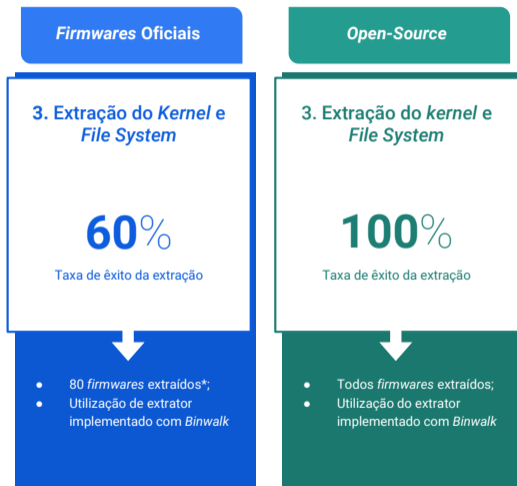 Firmwares Oficiais
3. Extração do Kernel e
File System
60%
Taxa de êxito da extração
● 80 firmwares extraídos*;
● Utilização de extrator
implementado com Binwalk
Open-Source
3. Extração do kernel e
File System
100%
Taxa de êxito da extração
● Todos firmwares extraídos;
● Utilização do extrator
implementado com Binwalk